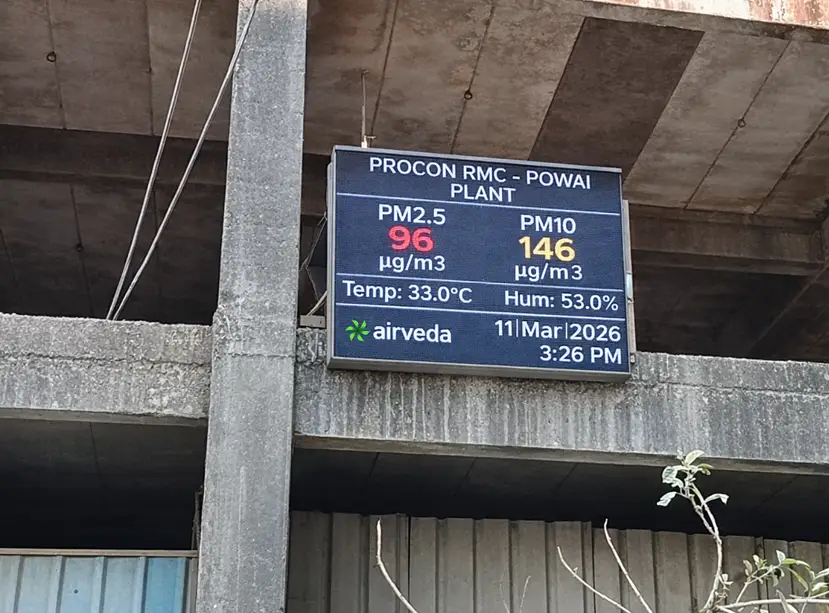 PROCON RMC - POWAI
PLANT
PM2.5
96
µg/m3
PM10
146
µg/m3
Temp: 33.0°C Hum: 53.0%
airveda
11|Mar|2026
3:26 PM